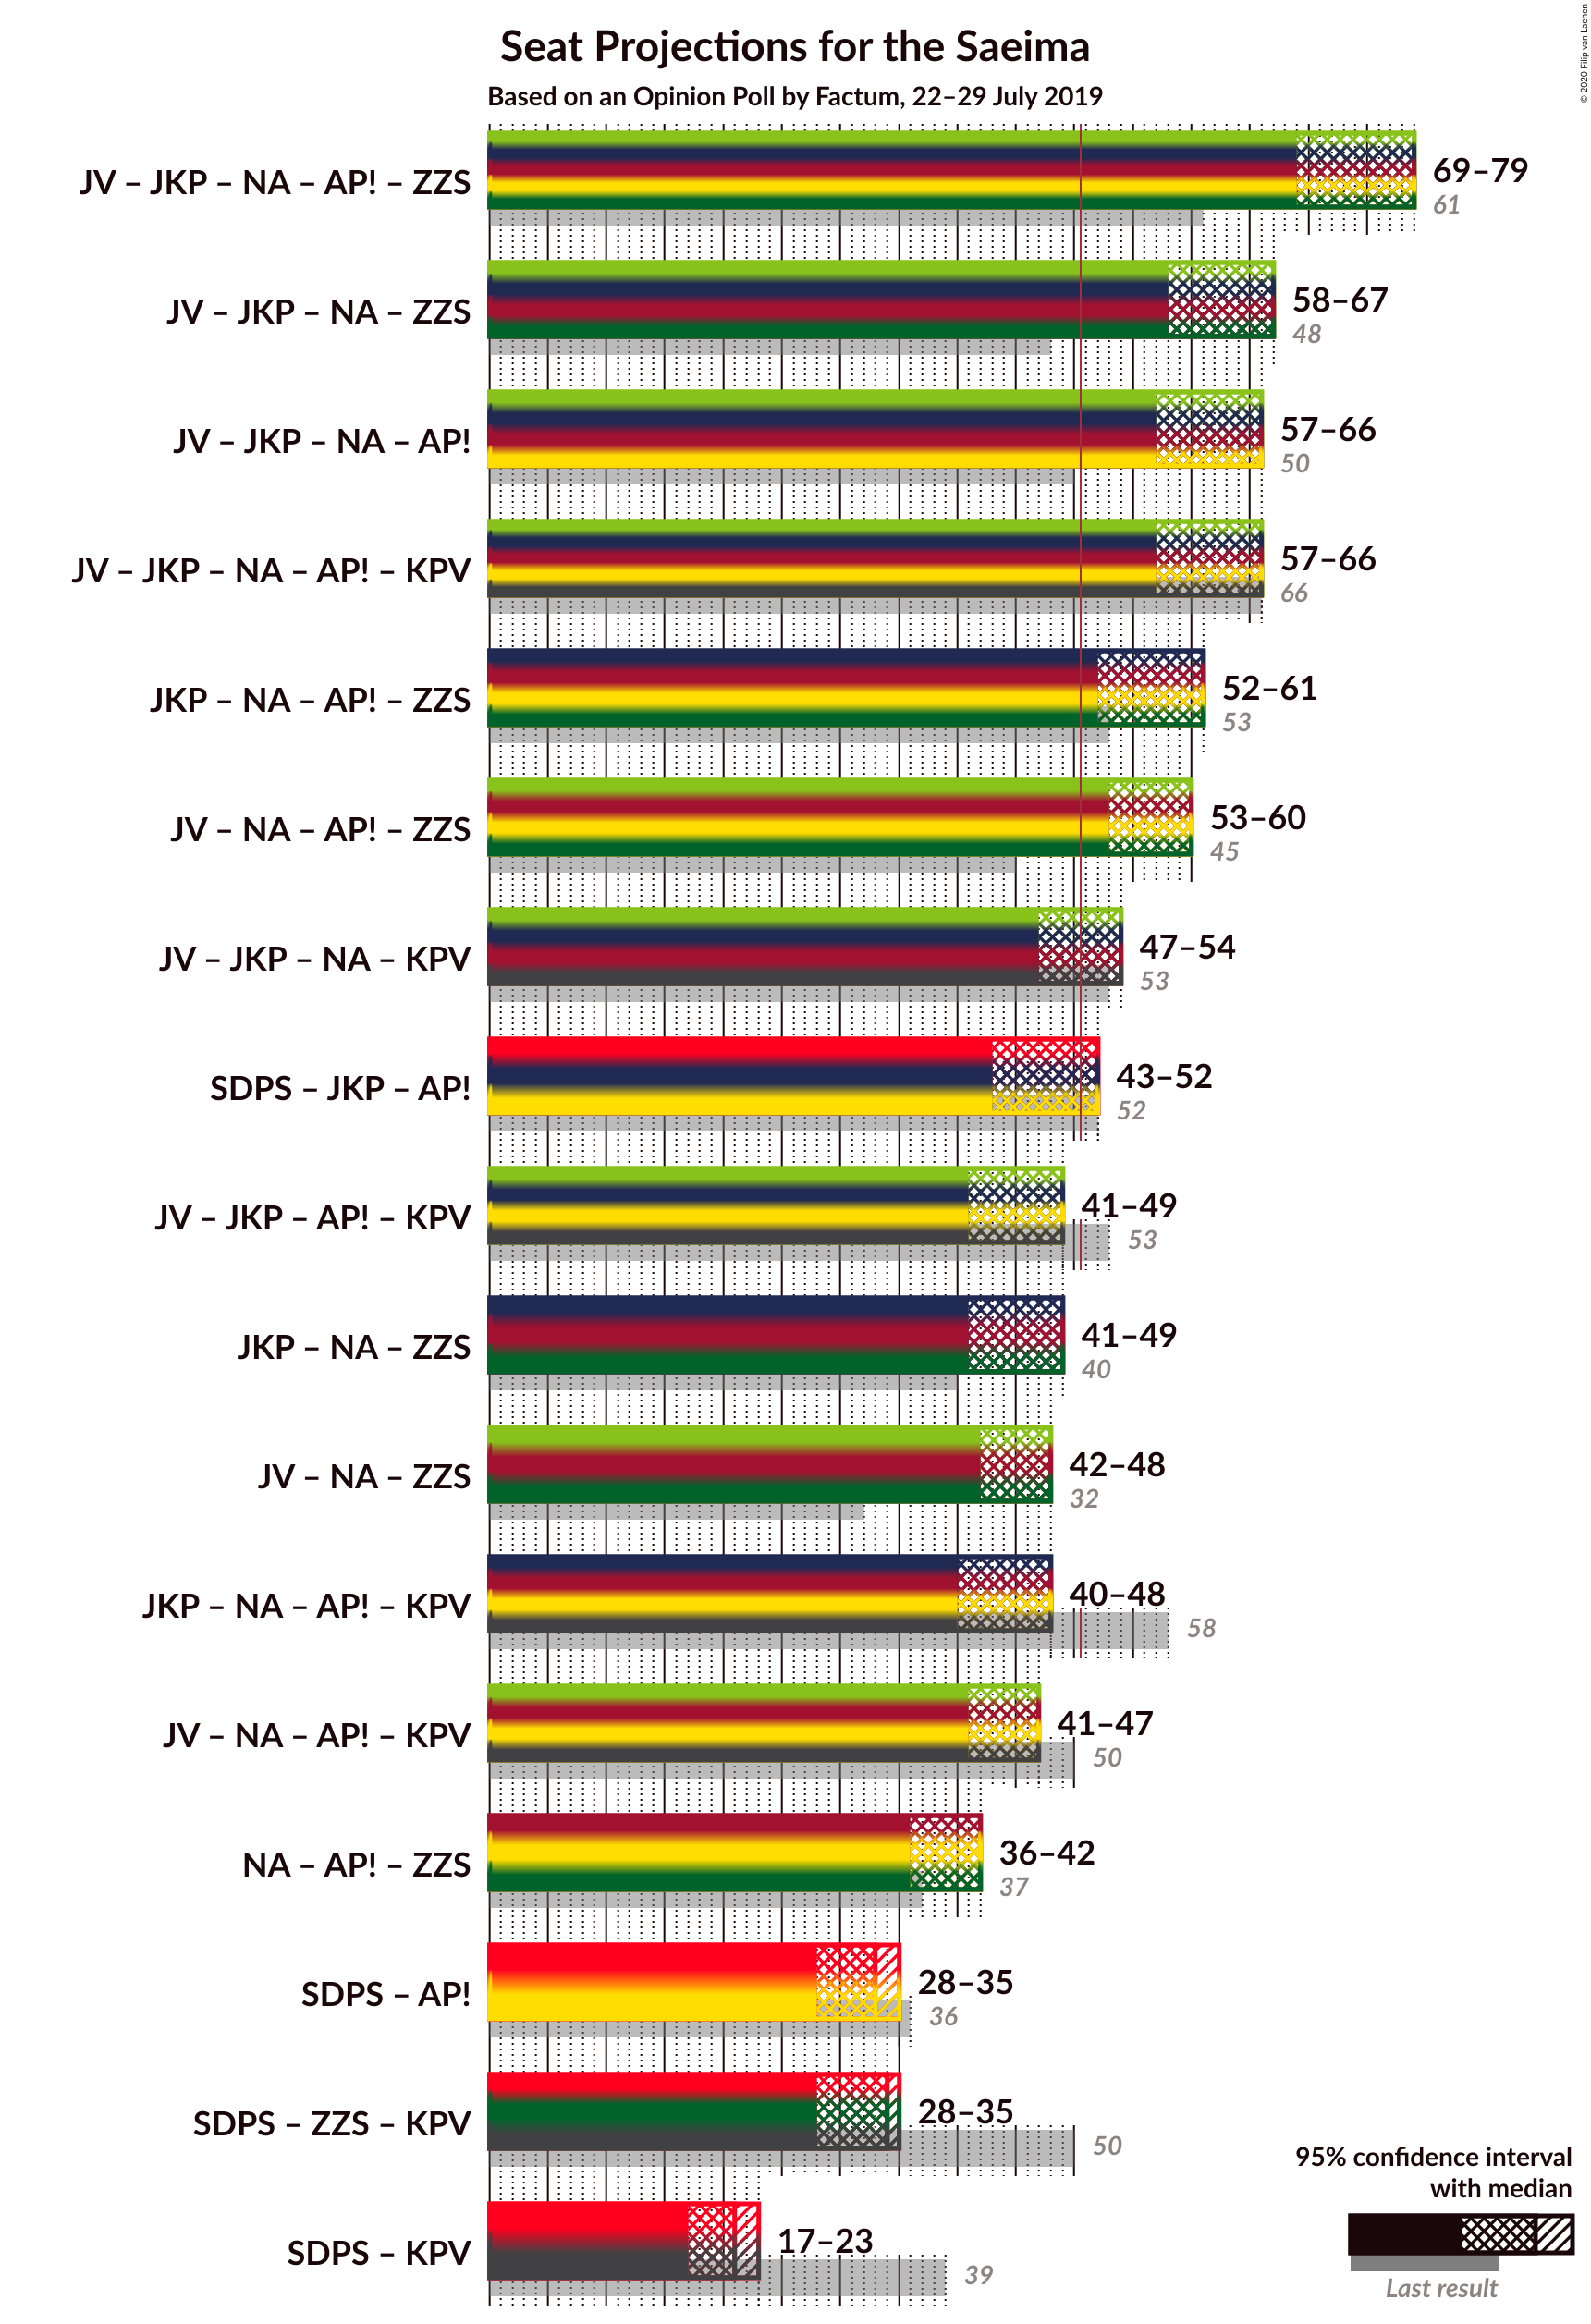 Seat Projections for the Saeima
Based on an Opinion Poll by Factum, 22–29 July 2019
© 2020 Filip van Laenen
JV – JKP – NA – AP! – ZZS
69–79
61
JV – JKP – NA – ZZS
58–67
48
JV – JKP – NA – AP!
57–66
50
JV – JKP – NA – AP! – KPV
57–66
66
JKP – NA – AP! – ZZS
52–61
53
JV – NA – AP! – ZZS
53–60
45
JV – JKP – NA – KPV
47–54
53
SDPS – JKP – AP!
43–52
52
JV – JKP – AP! – KPV
41–49
53
JKP – NA – ZZS
41–49
40
JV – NA – ZZS
42–48
32
JKP – NA – AP! – KPV
40–48
58
JV – NA – AP! – KPV
41–47
50
NA – AP! – ZZS
36–42
37
SDPS – AP!
28–35
36
SDPS – ZZS – KPV
28–35
50
SDPS – KPV
17–23
39
95% confidence interval
with median
Last result